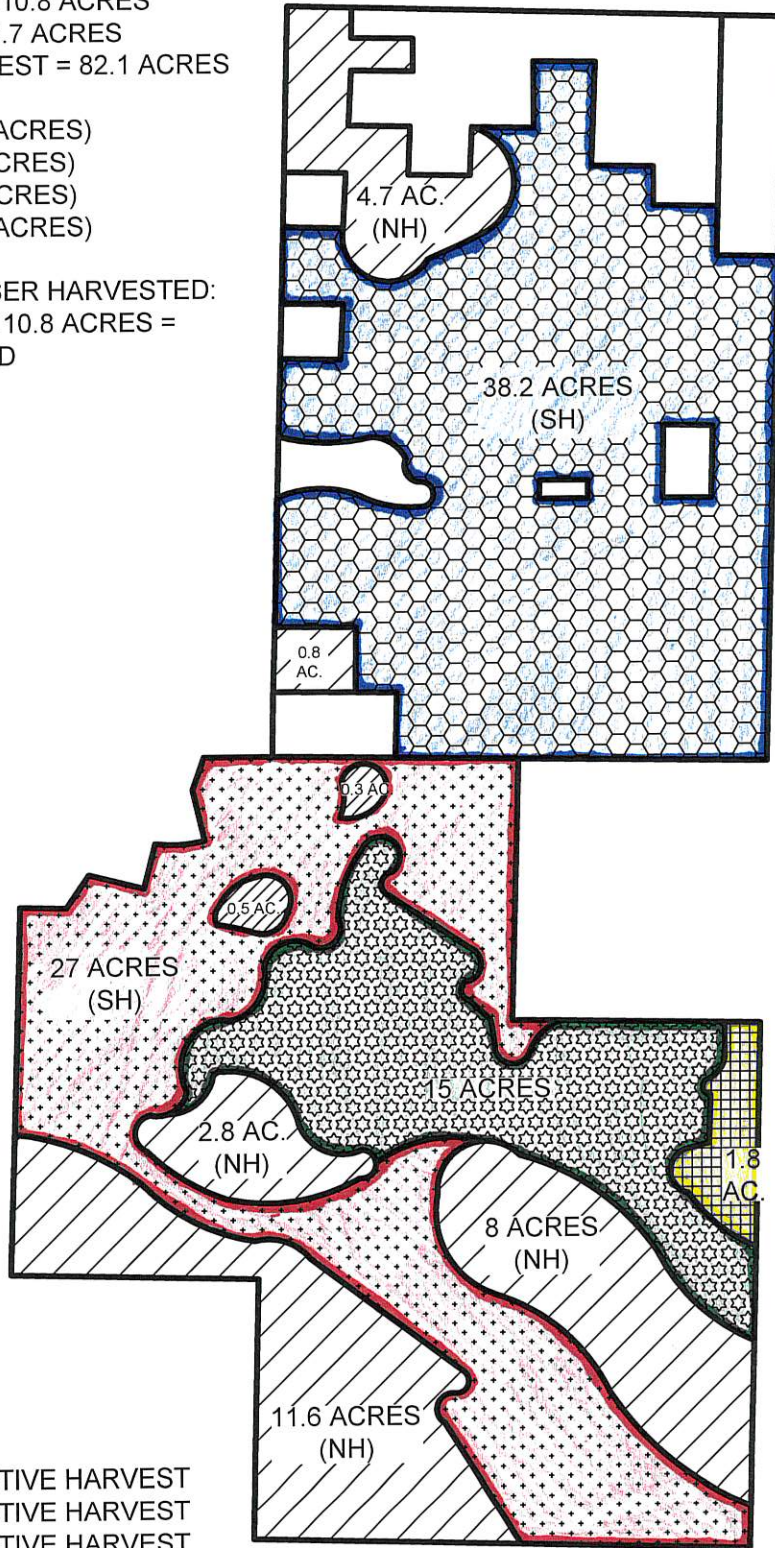 10.8 ACRES
.7 ACRES
EST = 82.1 ACRES
ACRES)
CRES)
CRES)
ACRES)
BER HARVESTED:
10.8 ACRES =
D
4.7 AC.
(NH)
38.2 ACRES
(SH)
0.8
AC.
0.3 AC
0.5 AC.
27 ACRES
(SH)
15 ACRES
2.8 AC.
(NH)
1.8
AC.
8 ACRES
(NH)
11.6 ACRES
(NH)
TIVE HARVEST
TIVE HARVEST
TIVE HARVEST